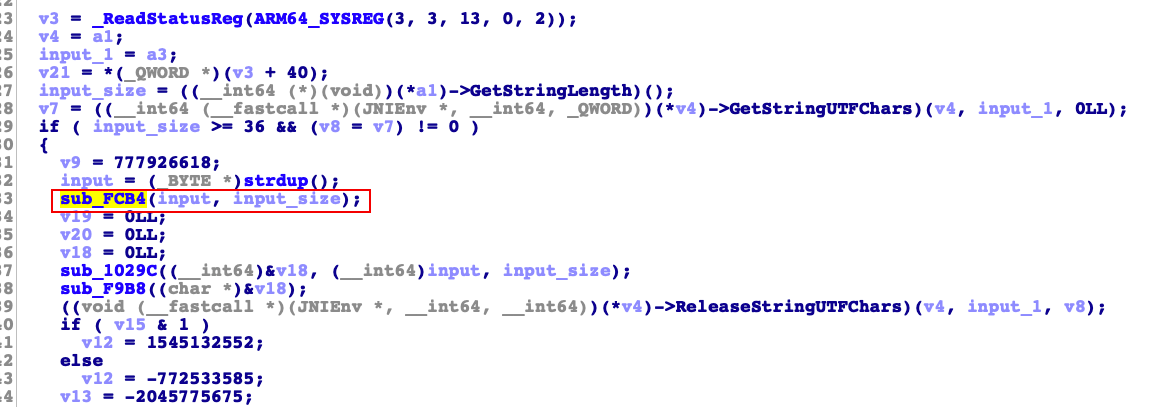 23 v3 = _ReadStatusReg(ARM64_SYSREG(3, 3, 13, 0, 2));
24 v4 = a1;
25 input_1 = a3;
26 v21 = *(_QWORD *)(v3 + 40);
27 input_size = ((__int64 (*)(void))(*a1)->GetStringLength)();
28 v7 = ((__int64 (__fastcall *)(JNIEnv *, __int64, _QWORD))(*v4)->GetStringUTFChars)(v4, input_1, 0LL);
29 if ( input_size >= 36 && (v8 = v7) != 0 )
30 {
31 v9 = 777926618;
32 input = (_BYTE *)strdup();
33 sub_FCB4(input, input_size);
34 v19 = 0LL;
35 v20 = 0LL;
36 v18 = 0LL;
37 sub_1029C((__int64)&v18, (__int64)input, input_size);
38 sub_F9B8((char *)&v18);
39 ((void (__fastcall *)(JNIEnv *, __int64, __int64))(*v4)->ReleaseStringUTFChars)(v4, input_1, v8);
40 if ( v15 & 1 )
41 v12 = 1545132552;
42 else
43 v12 = -772533585;
44 v13 = -2045775675;